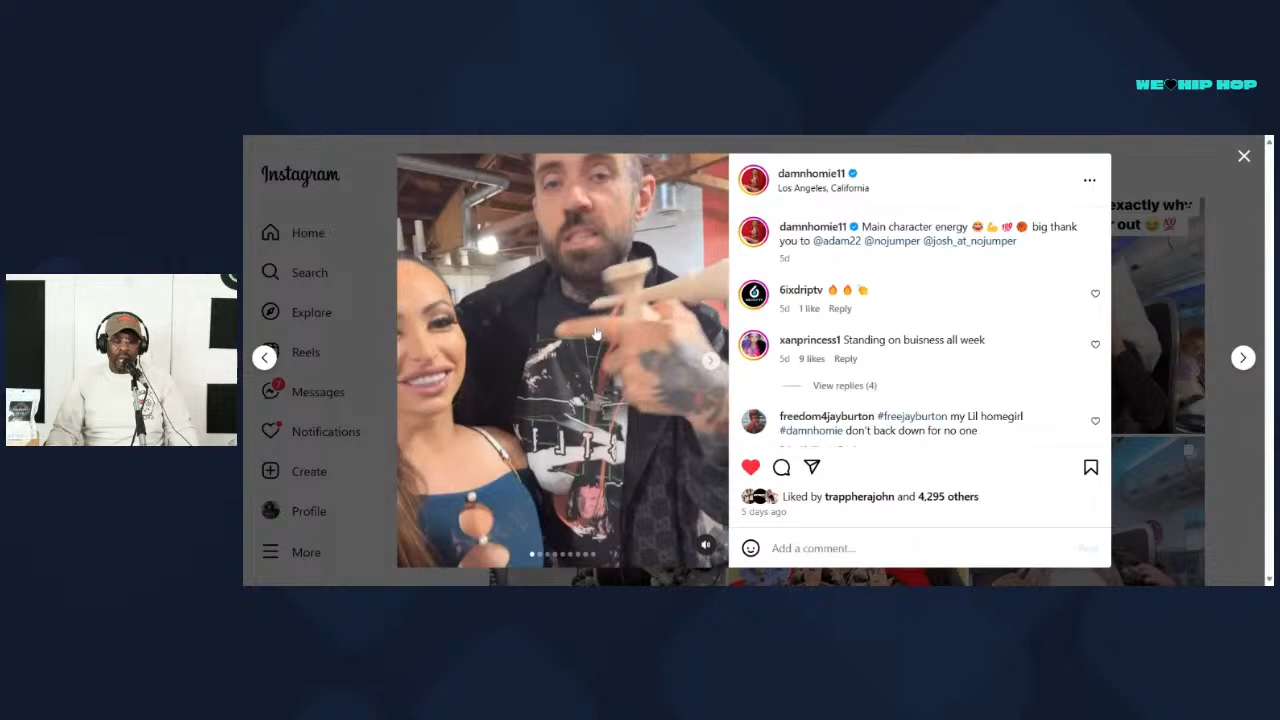 WE🖤HIP HOP
Instagram
Home
Search
Explore
Reels
7
Messages
Notifications
Create
Profile
More
damnhomie11
Los Angeles, California
damnhomie11 Main character energy 😂 💪 💯 🥊 big thank
you to @adam22 @nojumper @josh_at_nojumper
5d
6ixdriptv 🔥 🔥 👏
5d 1 like Reply
xanprincess1 Standing on buisness all week
5d 9 likes Reply
View replies (4)
freedom4jayburton #freejayburton my Lil homegirl
#damnhomie don't back down for no one
Liked by trappherajohn and 4,295 others
5 days ago
Add a comment...
Post
exactly why
out 😂 💯